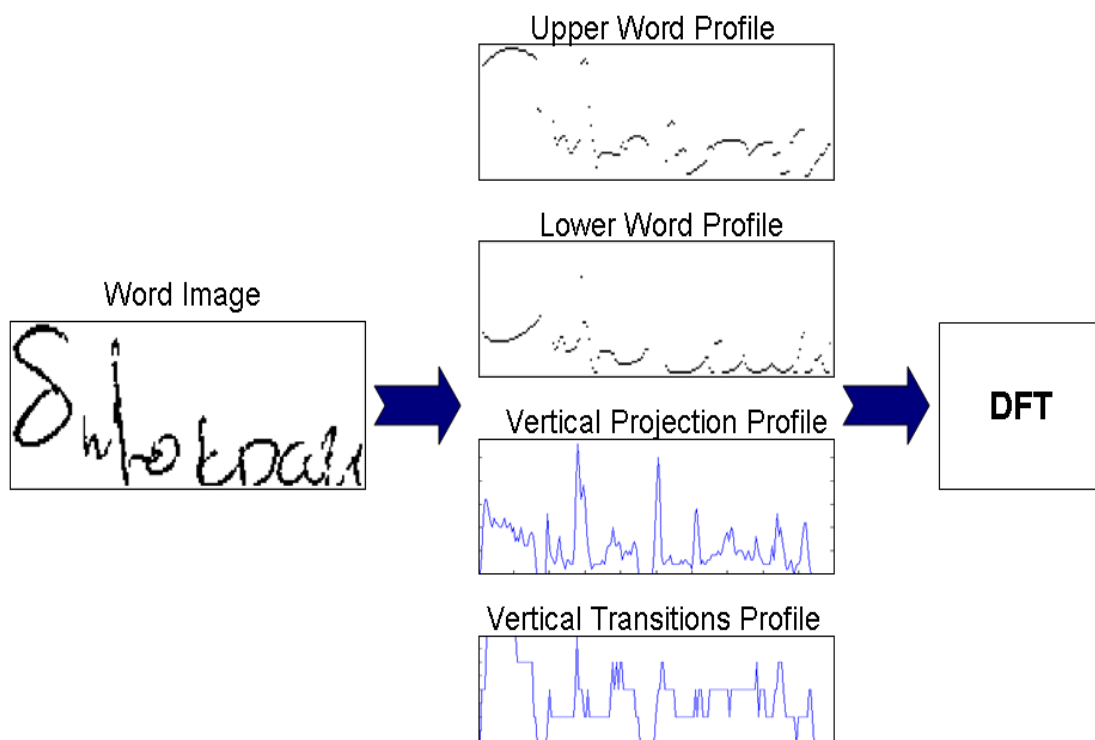 Upper Word Profile
Lower Word Profile
Word Image
DFT
Vertical Projection Profile
Vertical Transitions Profile